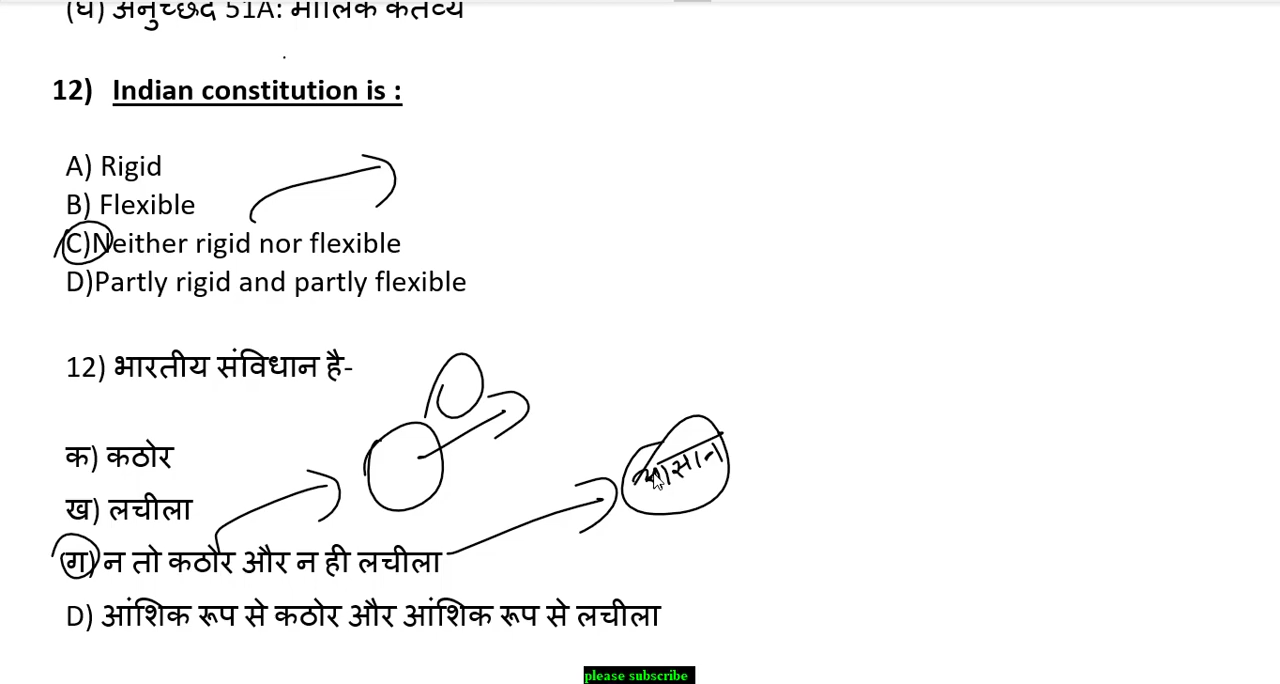 (घ) अनुच्छेद 51A: मौलिक कर्तव्य
12) Indian constitution is :
A) Rigid
B) Flexible
C)Neither rigid nor flexible
D)Partly rigid and partly flexible
12) भारतीय संविधान है-
क) कठोर
आसान
ख) लचीला
ग) न तो कठोर और न ही लचीला
D) आंशिक रूप से कठोर और आंशिक रूप से लचीला
please subscribe